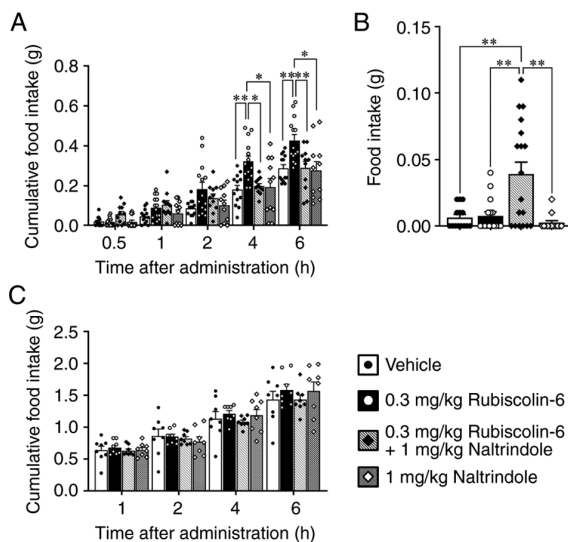 A
Cumulative food intake (g)
0.8
0.6
0.4
0.2
0.0
** *
*
** **
*
0.5 1 2 4 6
Time after administration (h)
B
Food intake (g)
0.15
0.10
0.05
0.00
**
** **
C
Cumulative food intake (g)
2.5
2.0
1.5
1.0
0.5
0.0
1 2 4 6
Time after administration (h)
Vehicle
0.3 mg/kg Rubiscolin-6
0.3 mg/kg Rubiscolin-6
+ 1 mg/kg Naltrindole
1 mg/kg Naltrindole